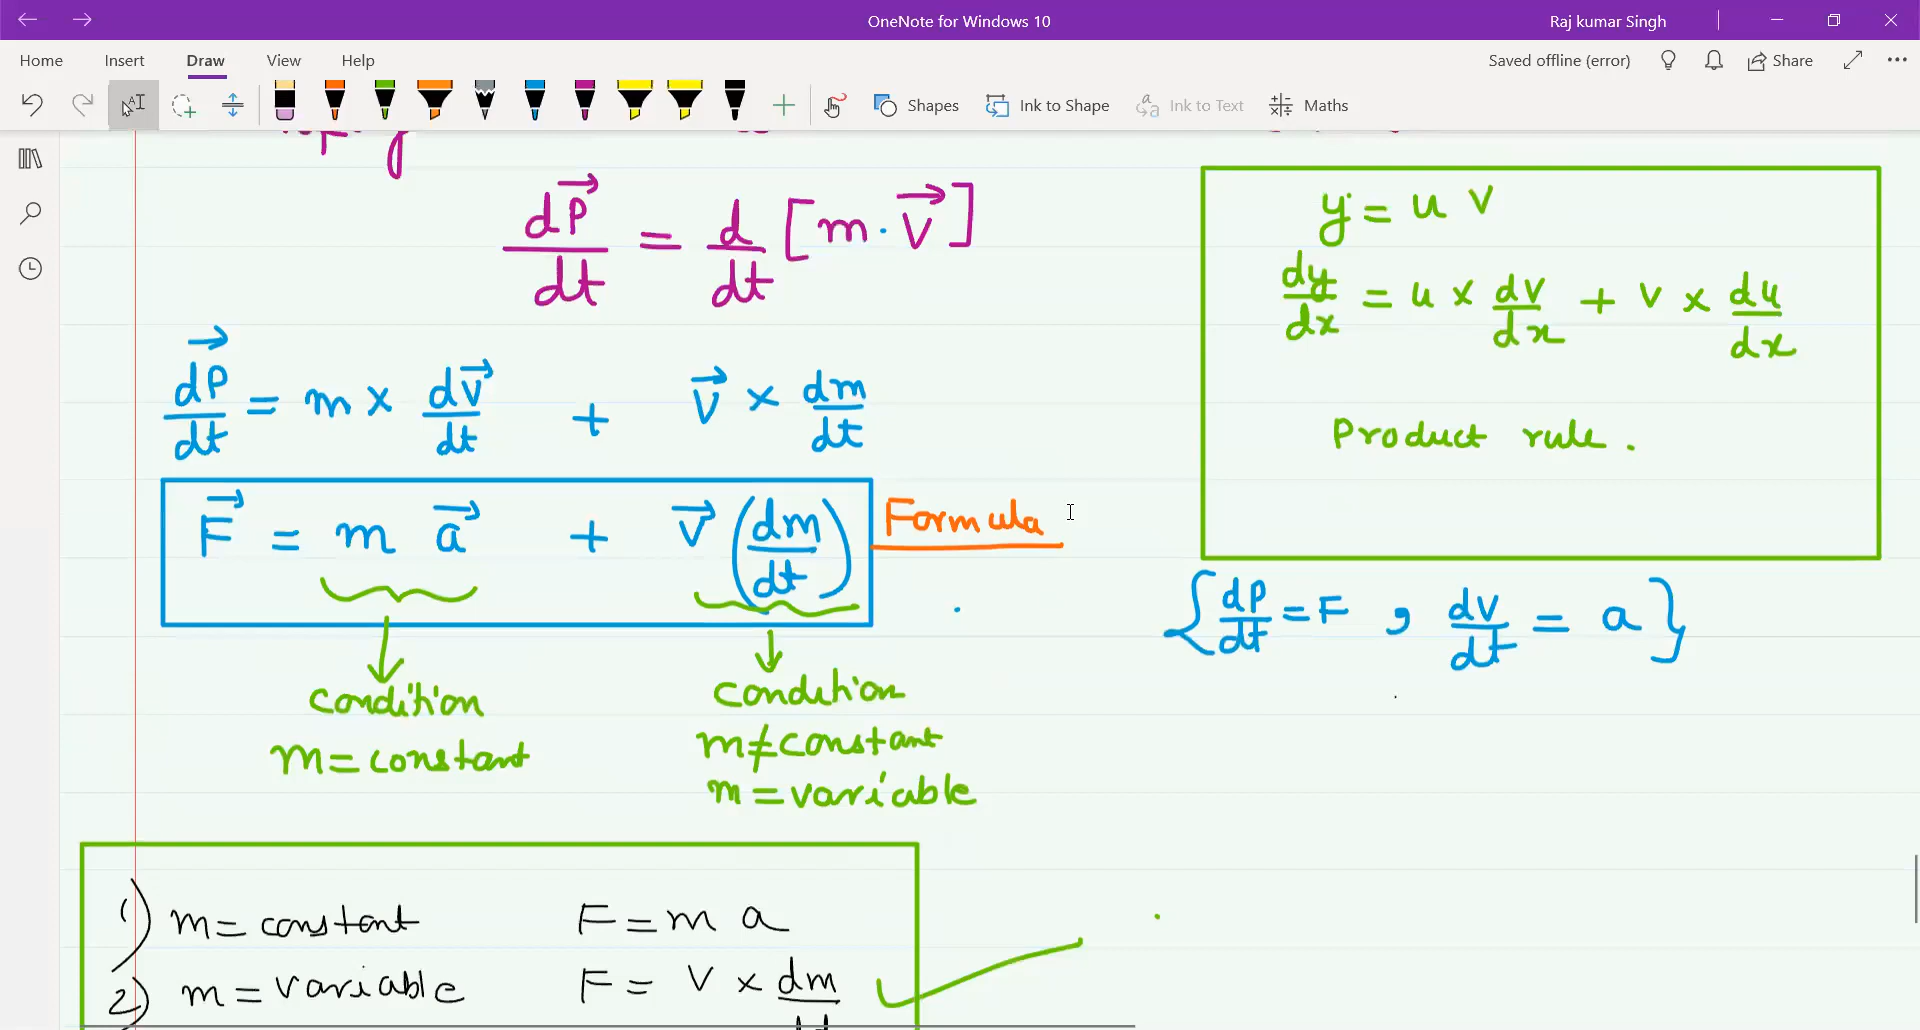 OneNote for Windows 10
Raj kumar Singh
Home Insert Draw View Help
Saved offline (error) Share
Shapes Ink to Shape Ink to Text Maths
dP/dt = d/dt [m · V]
y = u v
dy/dx = u × dv/dx + v × du/dx
Product rule.
dP/dt = m × dV/dt + V × dm/dt
F = m a + V (dm/dt) Formula
{dP/dt = F , dV/dt = a}
condition
m = constant
condition
m ≠ constant
m = variable
1) m = constant F = m a
2) m = variable F = V × dm